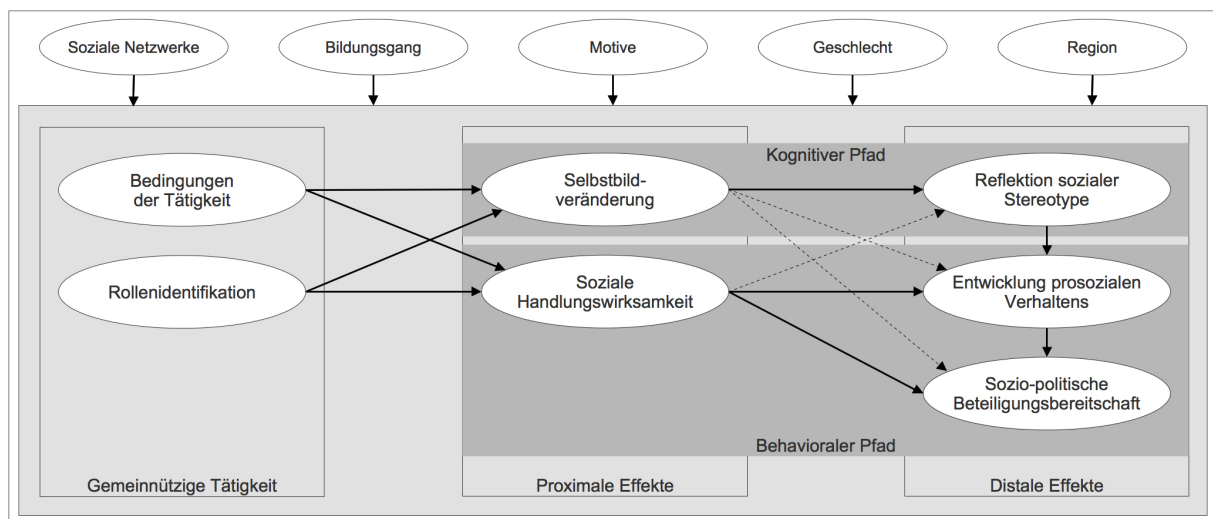 Soziale Netzwerke
Bildungsgang
Motive
Geschlecht
Region
Kognitiver Pfad
Bedingungen
der Tätigkeit
Selbstbild-
veränderung
Reflektion sozialer
Stereotype
Rollenidentifikation
Soziale
Handlungswirksamkeit
Entwicklung prosozialen
Verhaltens
Sozio-politische
Beteiligungsbereitschaft
Behavioraler Pfad
Gemeinnützige Tätigkeit
Proximale Effekte
Distale Effekte